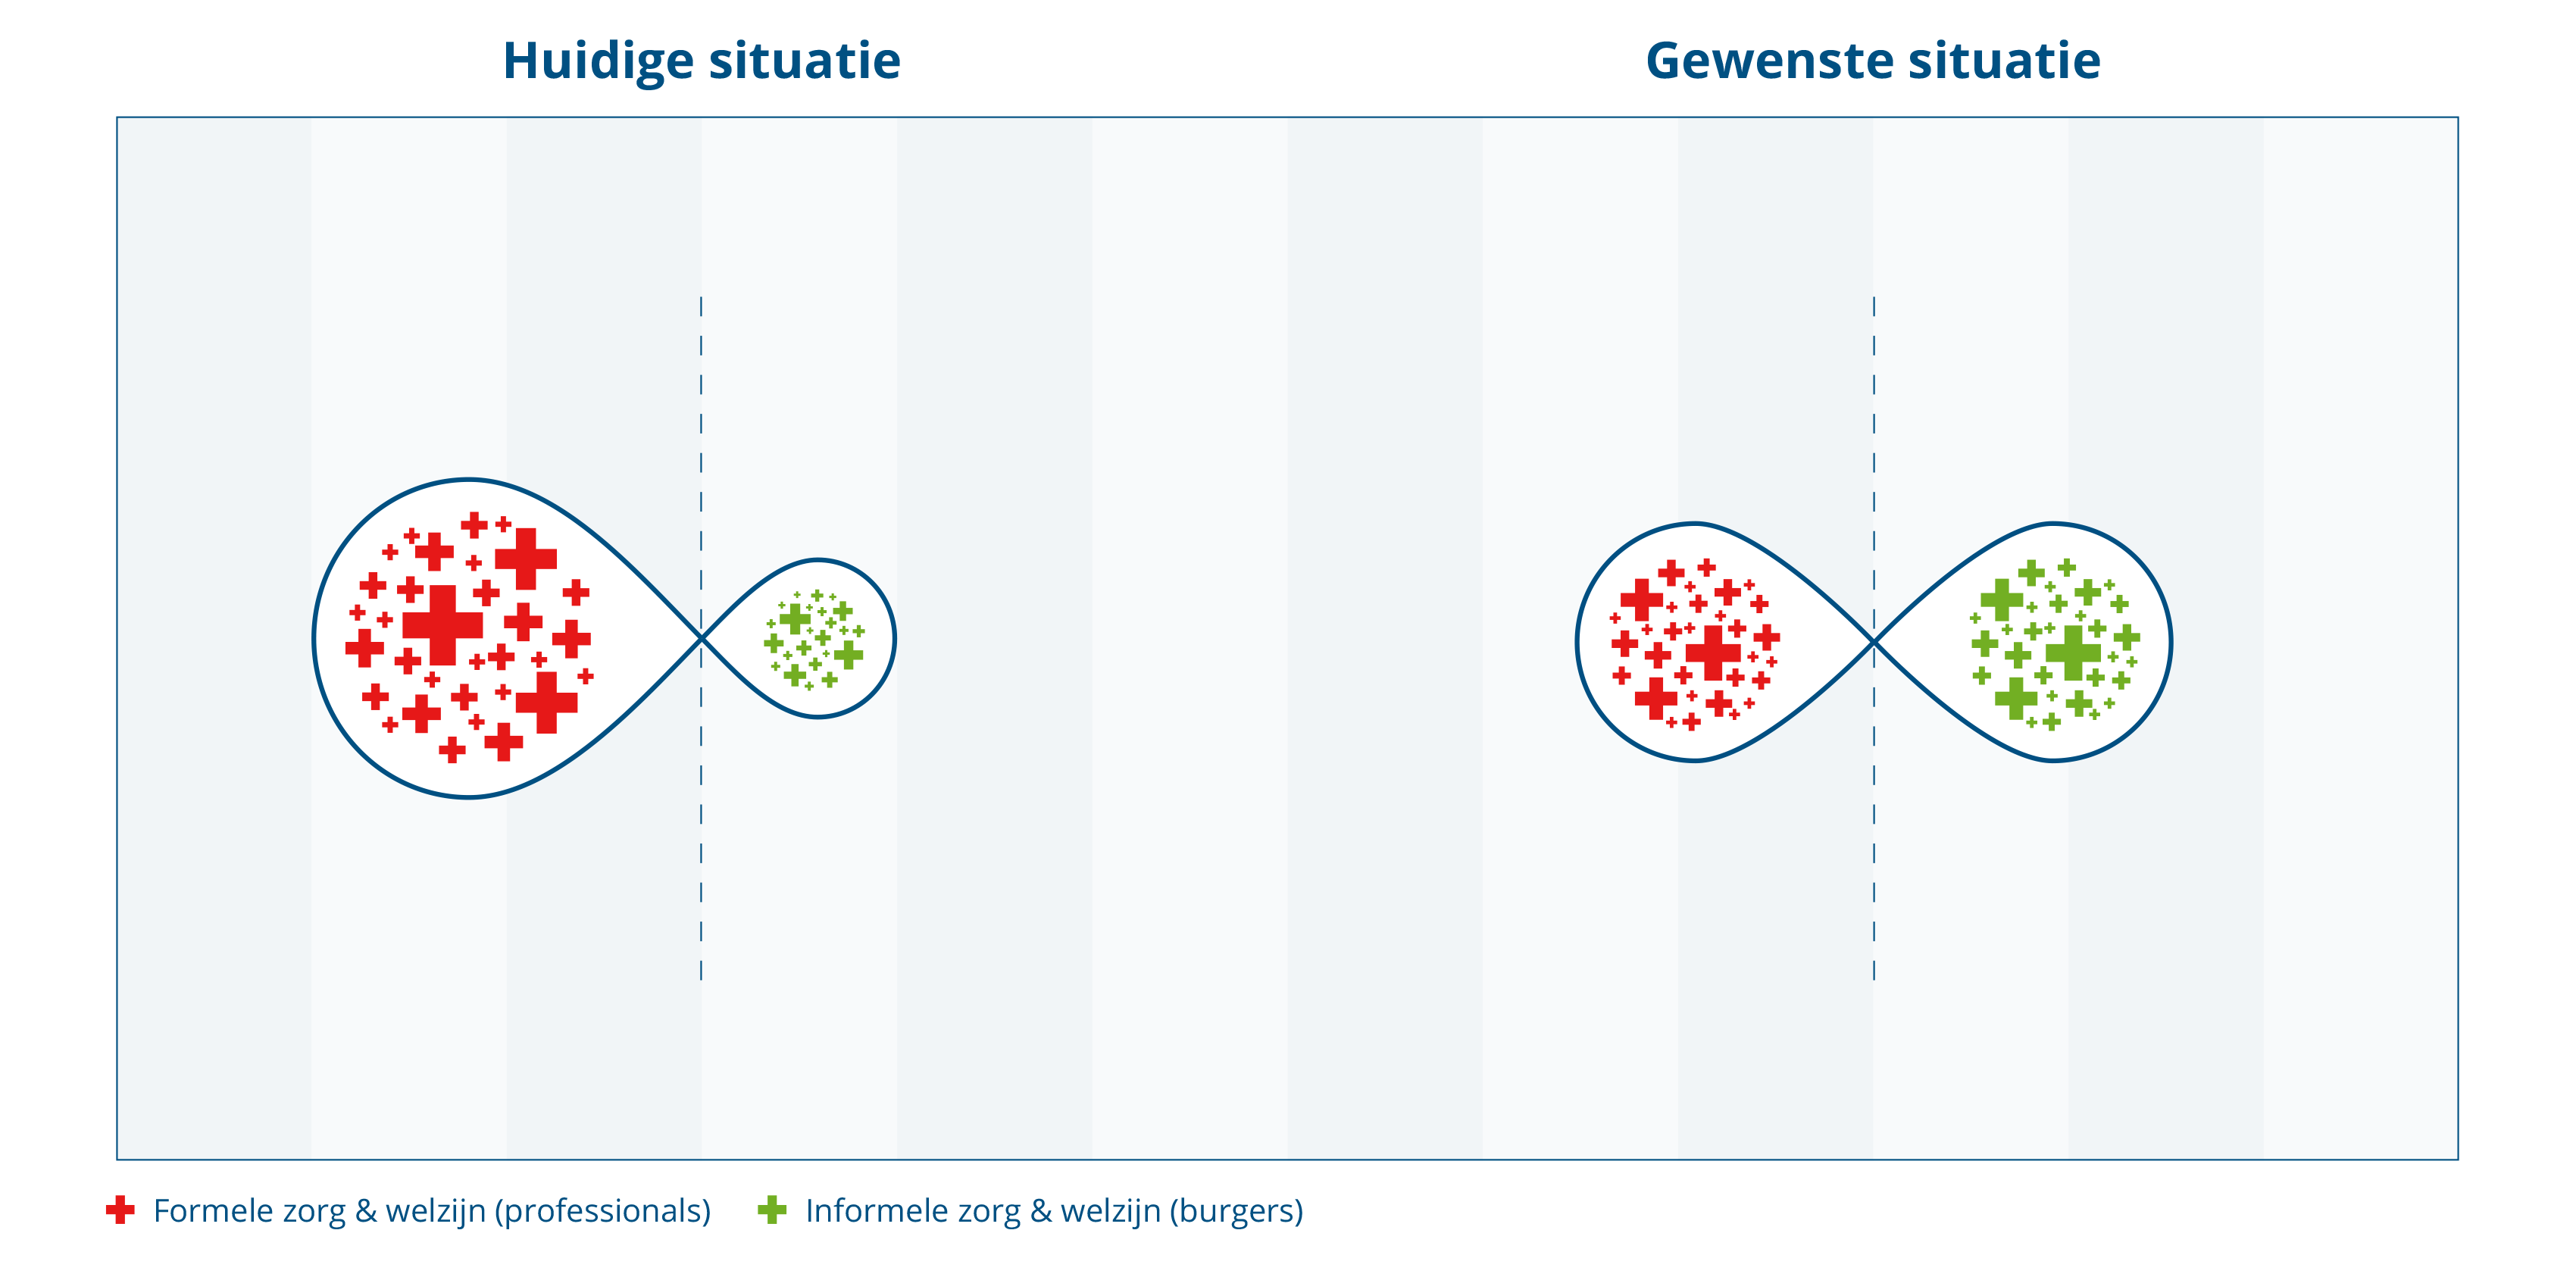 Huidige situatie
Gewenste situatie
Formele zorg & welzijn (professionals)
Informele zorg & welzijn (burgers)